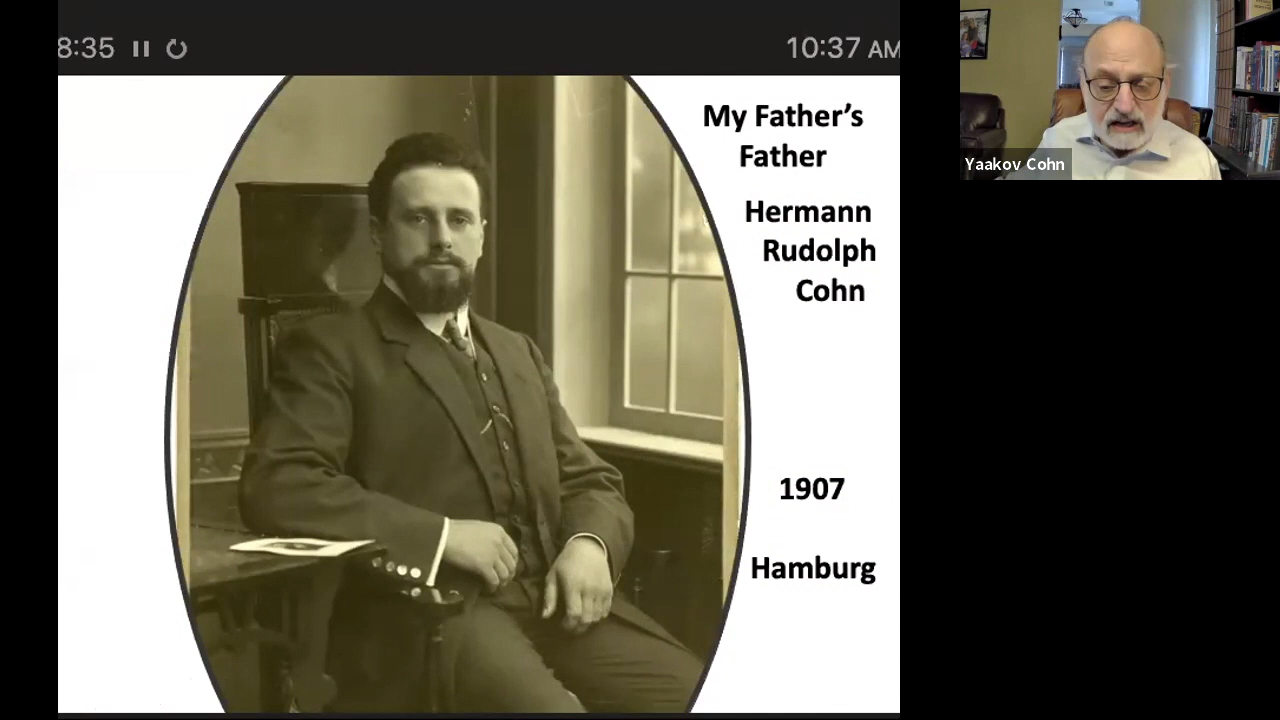 8:35
10:37 AM
My Father’s
Father
Hermann
Rudolph
Cohn
1907
Hamburg
Yaakov Cohn